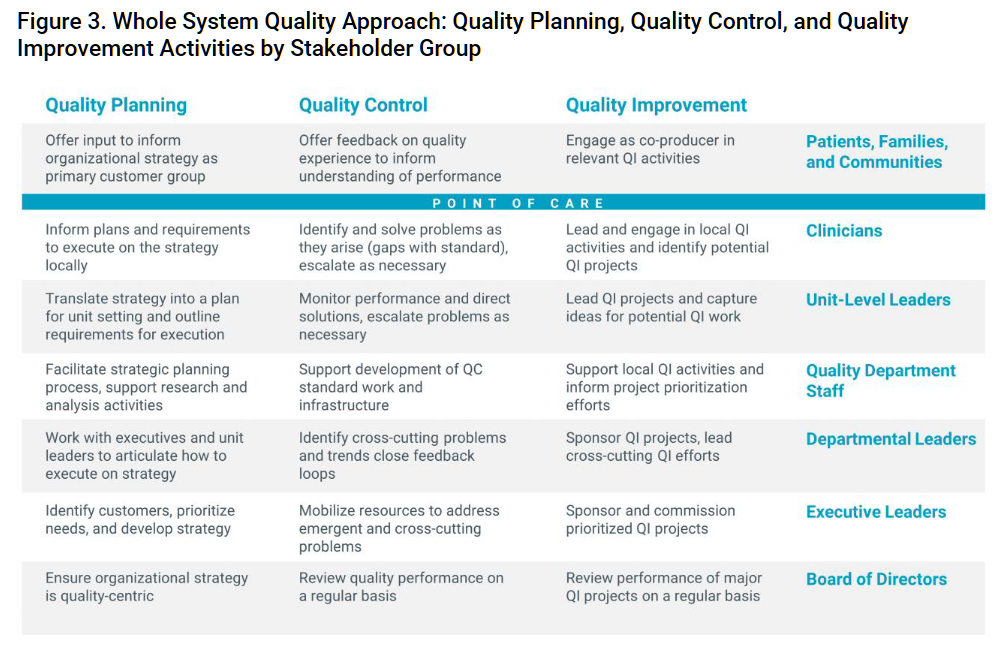 Figure 3. Whole System Quality Approach: Quality Planning, Quality Control, and Quality
Improvement Activities by Stakeholder Group
Quality Planning
Quality Control
Quality Improvement
Offer input to inform
organizational strategy as
primary customer group
Offer feedback on quality
experience to inform
understanding of performance
Engage as co-producer in
relevant QI activities
Patients, Families,
and Communities
POINT OF CARE
Inform plans and requirements
to execute on the strategy
locally
Identify and solve problems as
they arise (gaps with standard),
escalate as necessary
Lead and engage in local QI
activities and identify potential
QI projects
Clinicians
Translate strategy into a plan
for unit setting and outline
requirements for execution
Monitor performance and direct
solutions, escalate problems as
necessary
Lead QI projects and capture
ideas for potential QI work
Unit-Level Leaders
Facilitate strategic planning
process, support research and
analysis activities
Support development of QC
standard work and
infrastructure
Support local QI activities and
inform project prioritization
efforts
Quality Department
Staff
Work with executives and unit
leaders to articulate how to
execute on strategy
Identify cross-cutting problems
and trends close feedback
loops
Sponsor QI projects, lead
cross-cutting QI efforts
Departmental Leaders
Identify customers, prioritize
needs, and develop strategy
Mobilize resources to address
emergent and cross-cutting
problems
Sponsor and commission
prioritized QI projects
Executive Leaders
Ensure organizational strategy
is quality-centric
Review quality performance on
a regular basis
Review performance of major
QI projects on a regular basis
Board of Directors